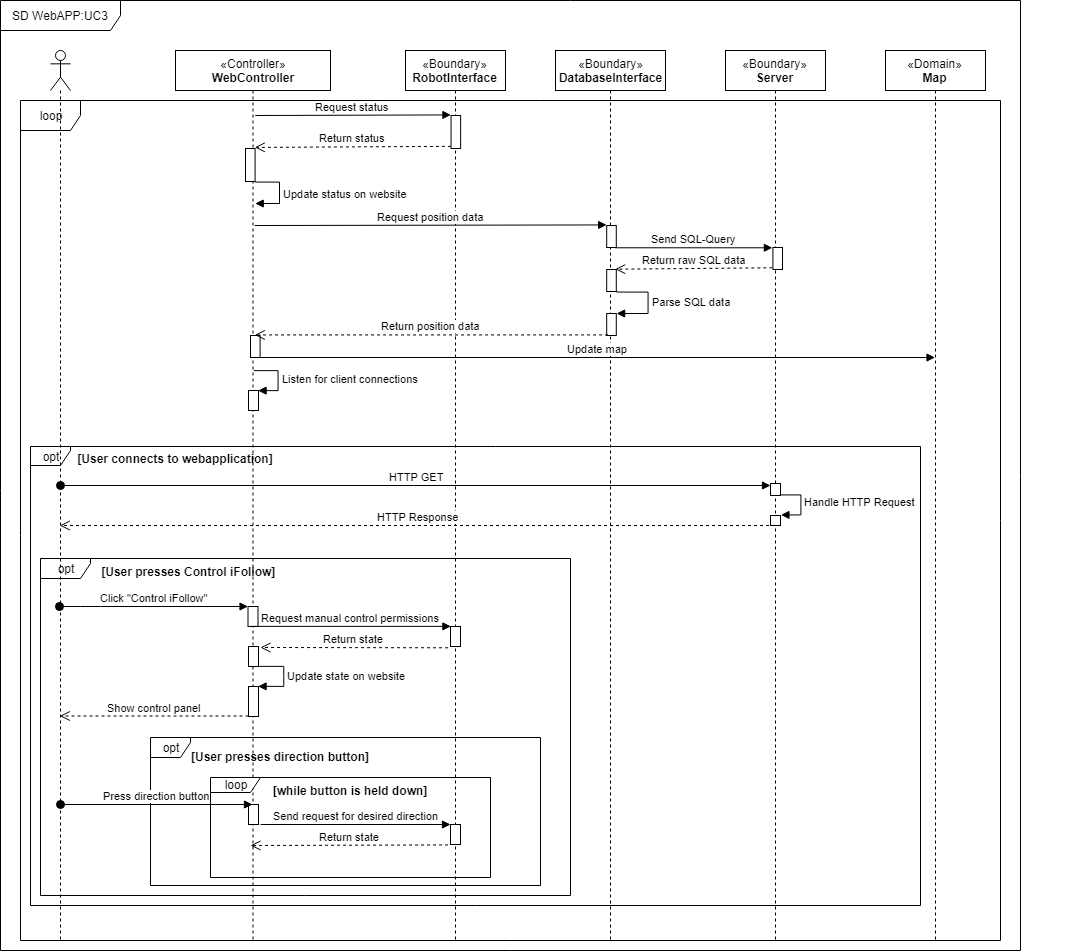 SD WebAPP:UC3
«Controller»
WebController
«Boundary»
RobotInterface
«Boundary»
DatabaseInterface
«Boundary»
Server
«Domain»
Map
loop
Request status
Return status
Update status on website
Request position data
Send SQL-Query
Return raw SQL data
Parse SQL data
Return position data
Update map
Listen for client connections
opt
[User connects to webapplication]
HTTP GET
Handle HTTP Request
HTTP Response
opt
[User presses Control iFollow]
Click "Control iFollow"
Request manual control permissions
Return state
Update state on website
Show control panel
opt
[User presses direction button]
loop
[while button is held down]
Press direction button
Send request for desired direction
Return state